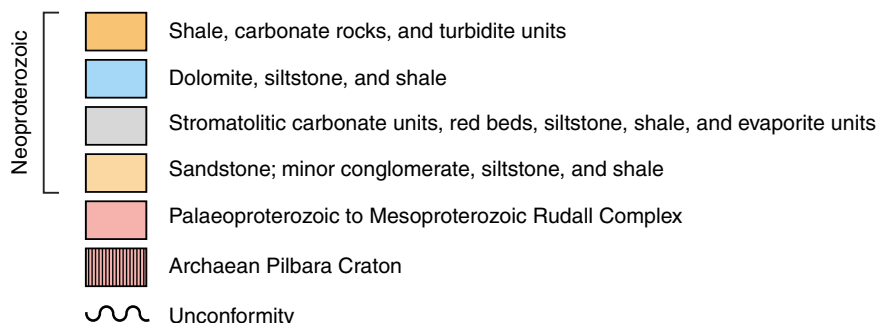 Neoproterozoic
Shale, carbonate rocks, and turbidite units
Dolomite, siltstone, and shale
Stromatolitic carbonate units, red beds, siltstone, shale, and evaporite units
Sandstone; minor conglomerate, siltstone, and shale
Palaeoproterozoic to Mesoproterozoic Rudall Complex
Archaean Pilbara Craton
Unconformity